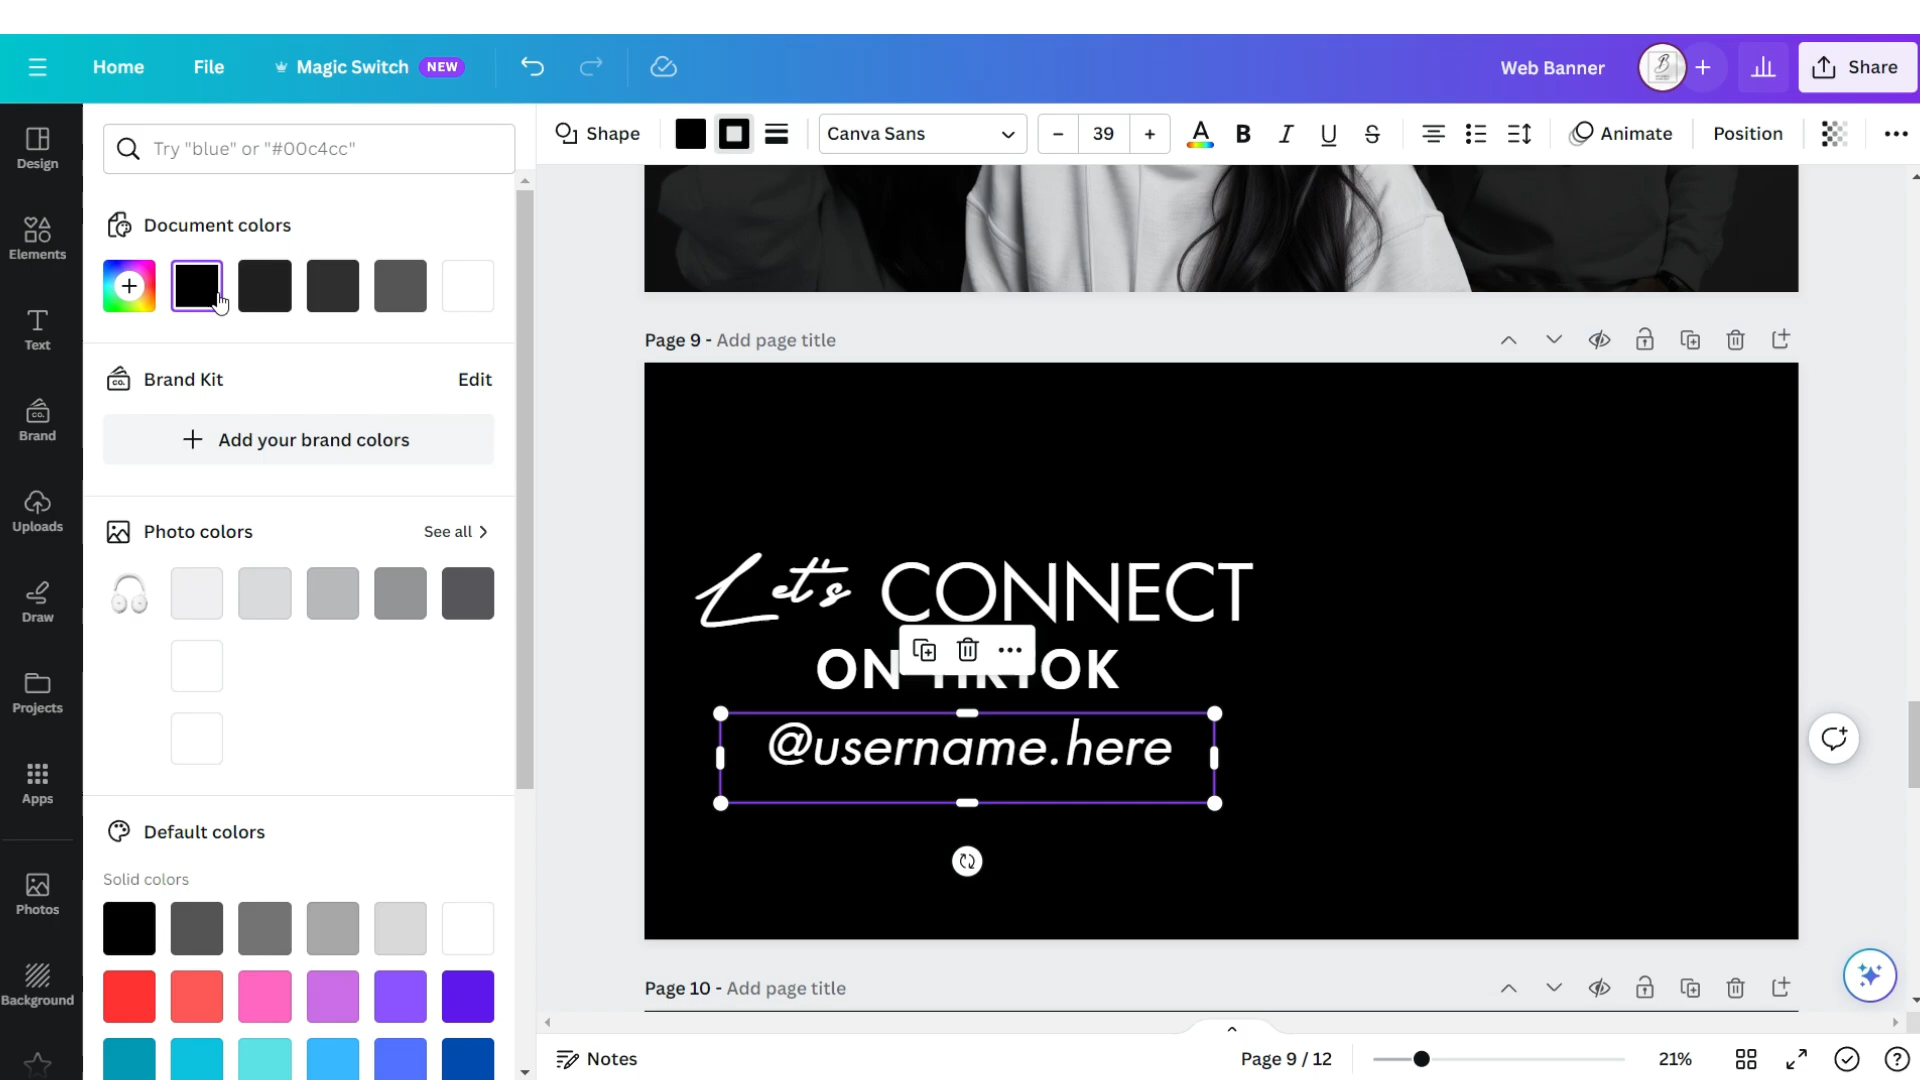 Home File Magic Switch NEW Web Banner Share
Try "blue" or "#00c4cc"
Shape Canva Sans – 39 + A B I U S Animate Position
Design
Document colors
Elements
Text
Brand Kit Edit
Add your brand colors
Brand
Uploads
Photo colors See all
Draw
Projects
Apps
Default colors
Solid colors
Photos
Background
Page 9 - Add page title
Let's CONNECT
ON TIKTOK
@username.here
Page 10 - Add page title
Notes Page 9 / 12 21%